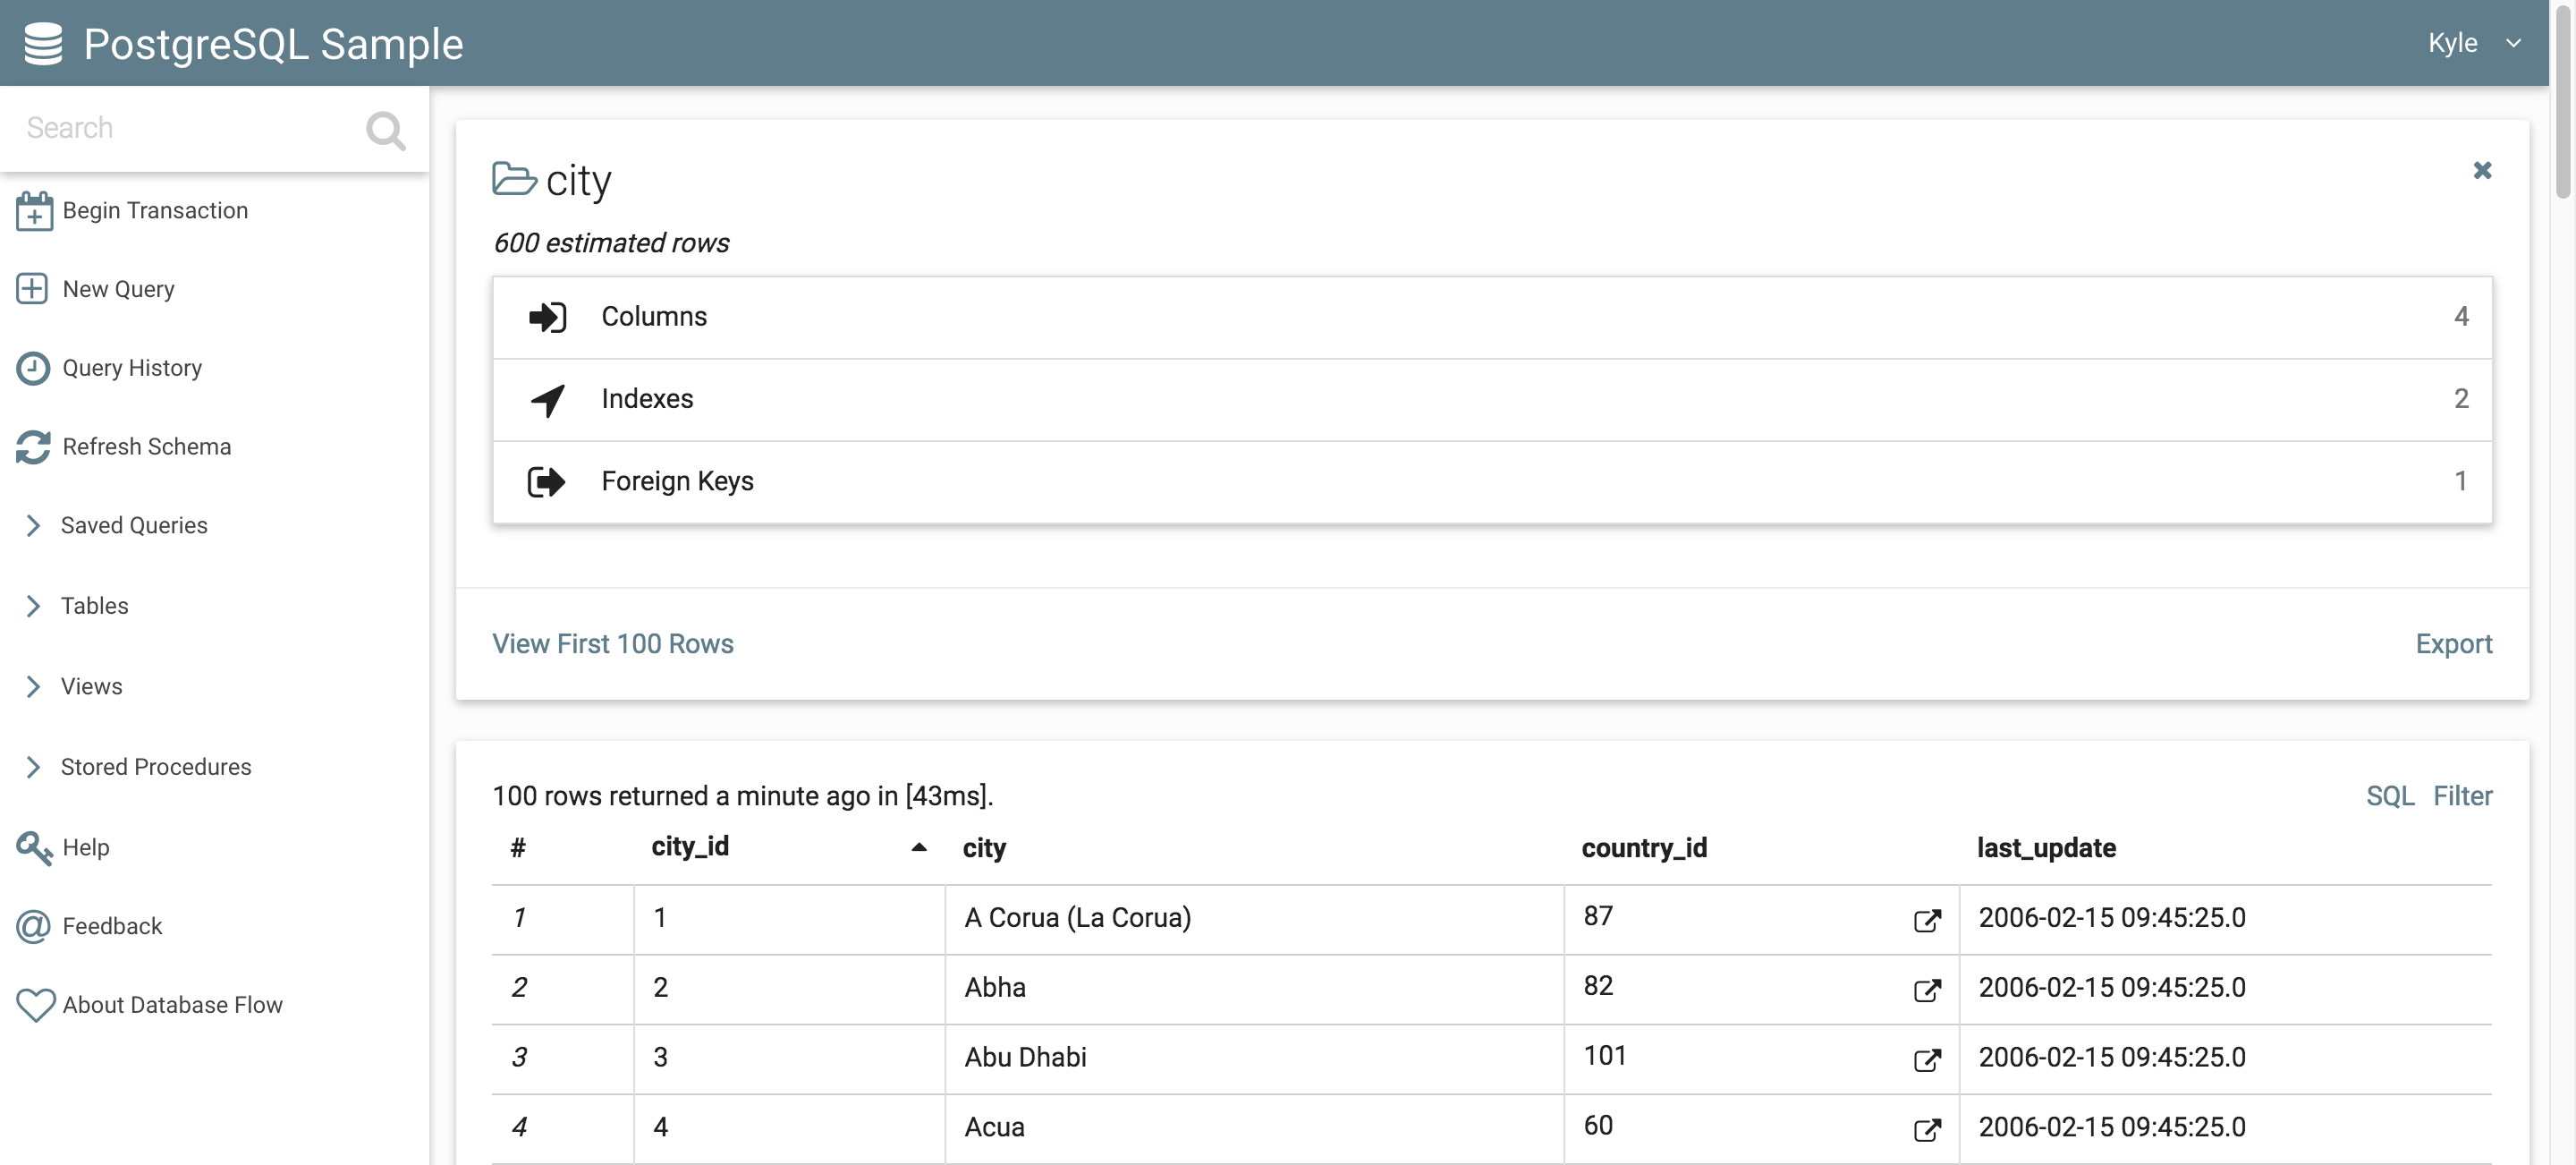 PostgreSQL Sample
Kyle
Search
Begin Transaction
New Query
Query History
Refresh Schema
Saved Queries
Tables
Views
Stored Procedures
Help
Feedback
About Database Flow
city
600 estimated rows
Columns 4
Indexes 2
Foreign Keys 1
View First 100 Rows Export
100 rows returned a minute ago in [43ms]. SQL Filter
# city_id city country_id last_update
1 1 A Corua (La Corua) 87 2006-02-15 09:45:25.0
2 2 Abha 82 2006-02-15 09:45:25.0
3 3 Abu Dhabi 101 2006-02-15 09:45:25.0
4 4 Acua 60 2006-02-15 09:45:25.0